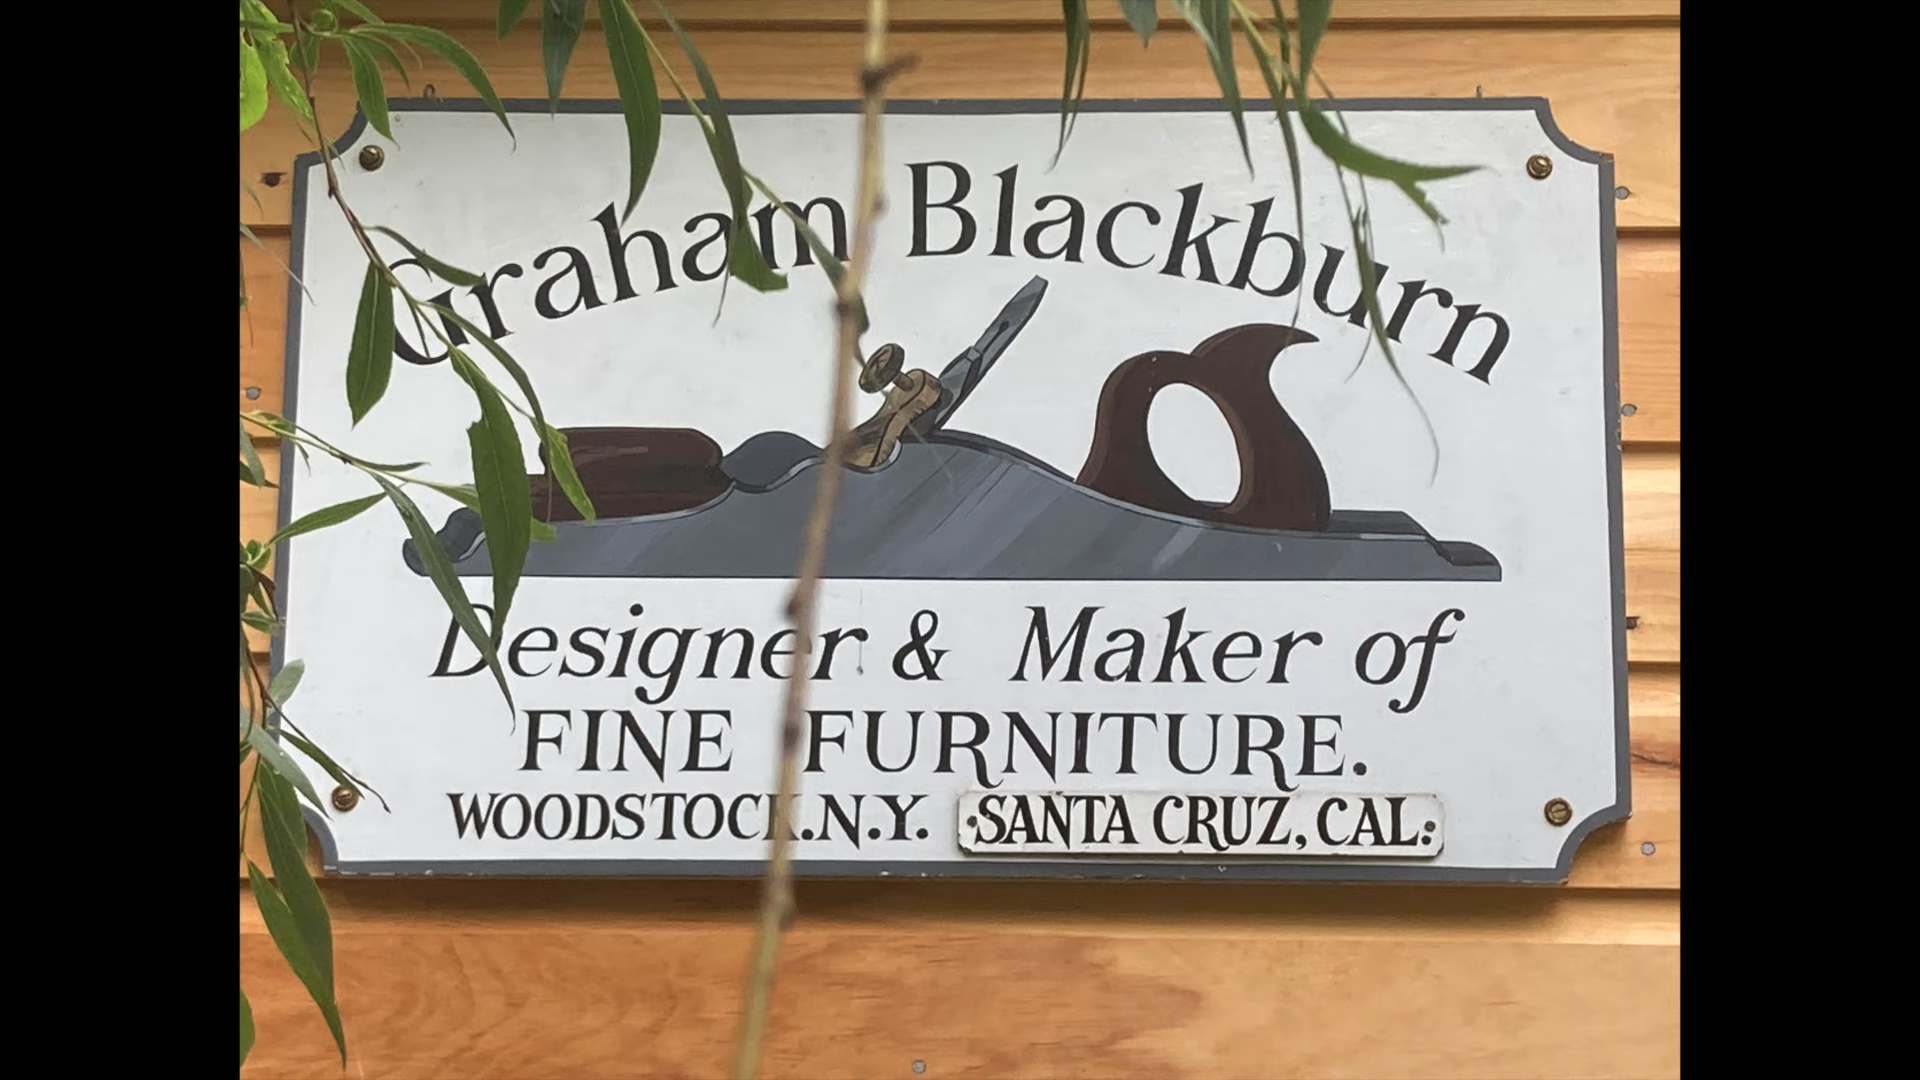 Graham Blackburn
Designer & Maker of
FINE FURNITURE.
WOODSTOCK.N.Y. SANTA CRUZ, CAL.